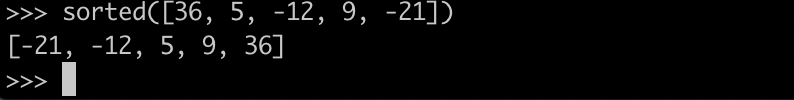 >>> sorted([36, 5, -12, 9, -21])
[-21, -12, 5, 9, 36]
>>>